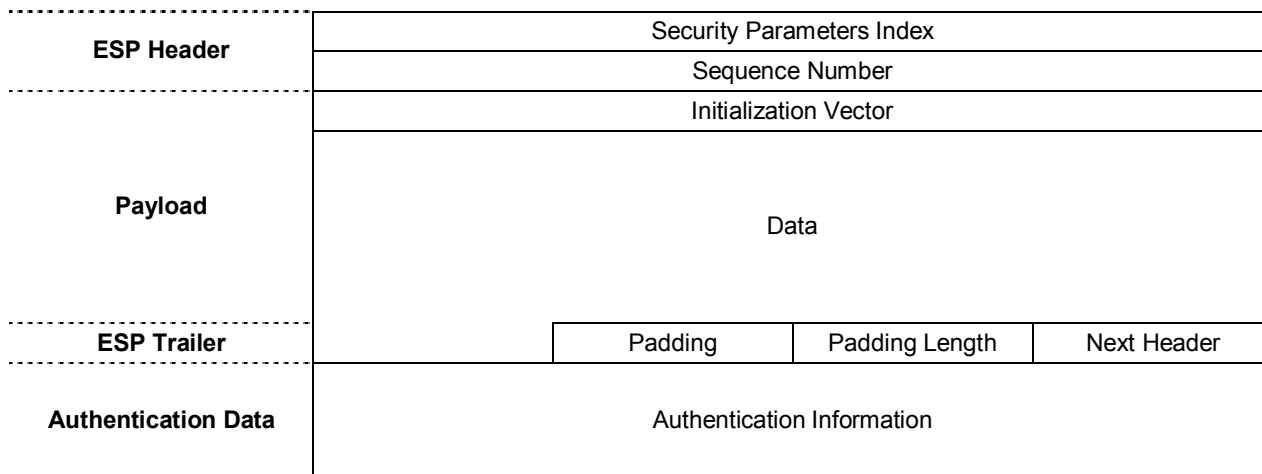 ESP Header
Security Parameters Index
Sequence Number
Payload
Initialization Vector
Data
ESP Trailer
Padding Padding Length Next Header
Authentication Data
Authentication Information